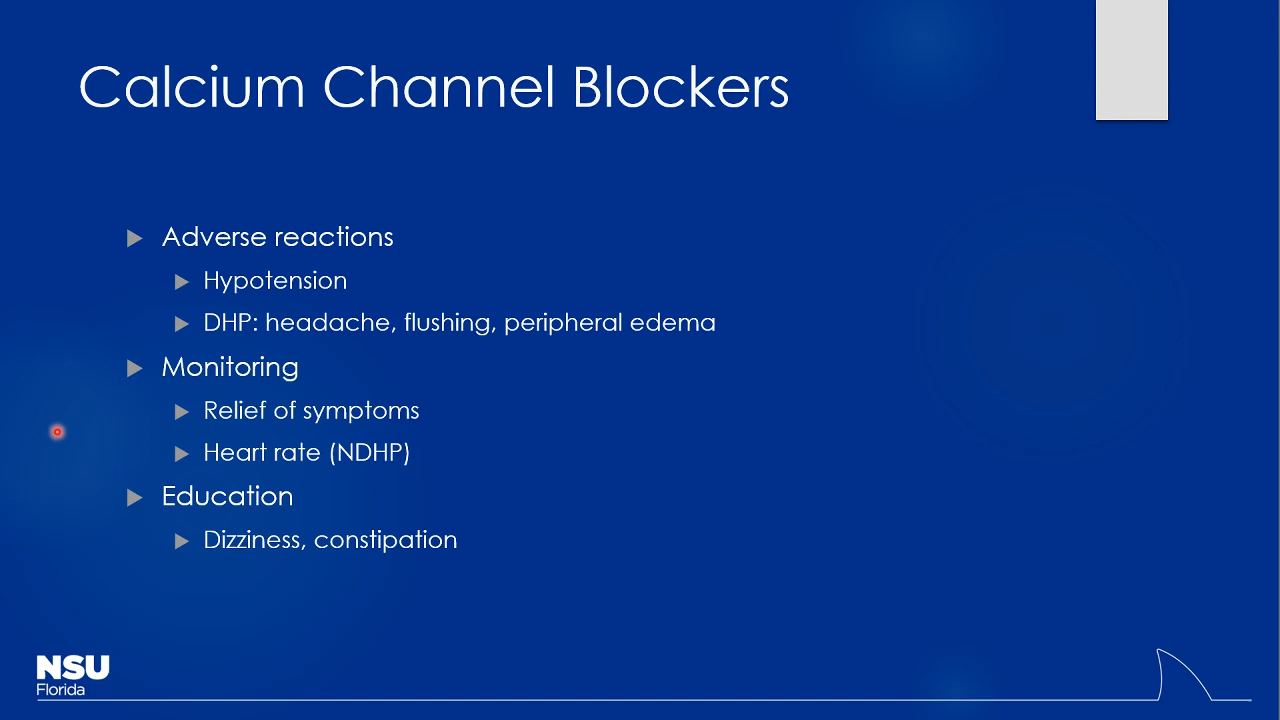 Calcium Channel Blockers
Adverse reactions
Hypotension
DHP: headache, flushing, peripheral edema
Monitoring
Relief of symptoms
Heart rate (NDHP)
Education
Dizziness, constipation
NSU
Florida